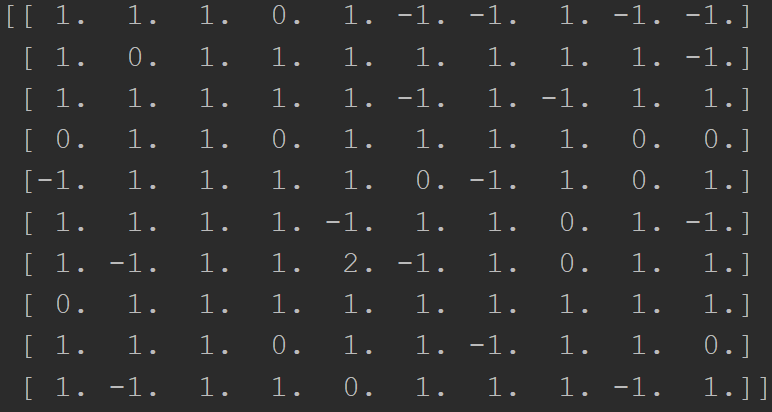 [[ 1.  1.  1.  0.  1. -1. -1.  1. -1. -1.]
 [ 1.  0.  1.  1.  1.  1.  1.  1.  1. -1.]
 [ 1.  1.  1.  1.  1. -1.  1. -1.  1.  1.]
 [ 0.  1.  1.  0.  1.  1.  1.  1.  0.  0.]
 [-1.  1.  1.  1.  1.  0. -1.  1.  0.  1.]
 [ 1.  1.  1.  1. -1.  1.  1.  0.  1. -1.]
 [ 1. -1.  1.  1.  2. -1.  1.  0.  1.  1.]
 [ 0.  1.  1.  1.  1.  1.  1.  1.  1.  1.]
 [ 1.  1.  1.  0.  1.  1. -1.  1.  1.  0.]
 [ 1. -1.  1.  1.  0.  1.  1.  1. -1.  1.]]